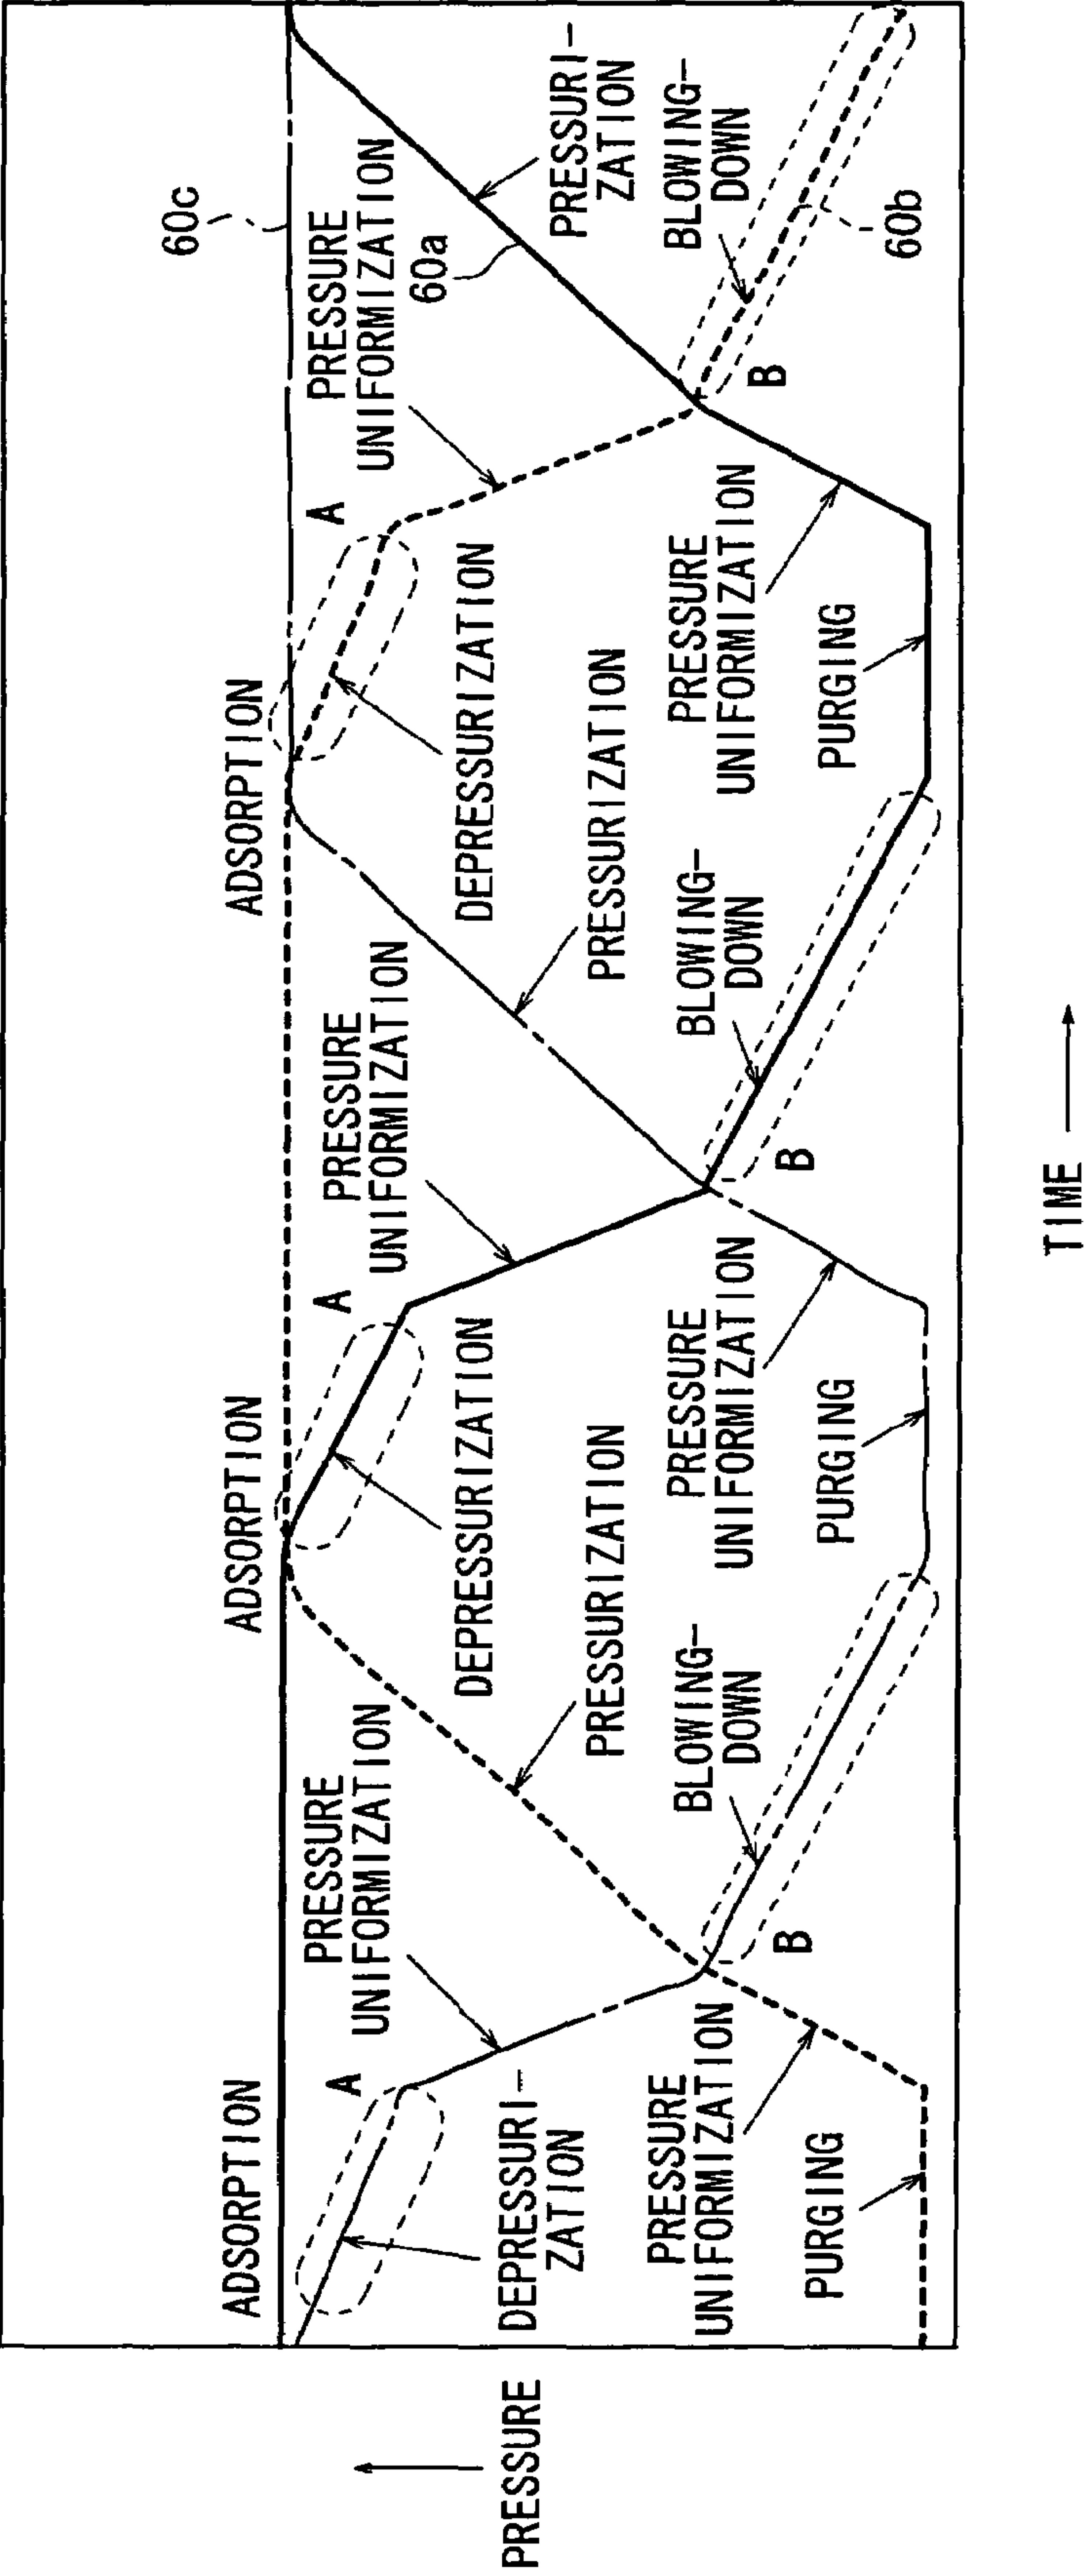 ADSORPTION
ADSORPTION
ADSORPTION
60c
A
PRESSURE
UNIFORMIZATION
A
PRESSURE
UNIFORMIZATION
A
PRESSURE
UNIFORMIZATION
60a
DEPRESSURI-
ZATION
DEPRESSURIZATION
DEPRESSURIZATION
PRESSURI-
ZATION
PRESSURIZATION
PRESSURIZATION
PRESSURE
UNIFORMIZATION
BLOWING-
DOWN
PRESSURE
UNIFORMIZATION
BLOWING-
DOWN
PRESSURE
UNIFORMIZATION
BLOWING-
DOWN
B
B
B
PURGING
PURGING
PURGING
60b
PRESSURE
TIME